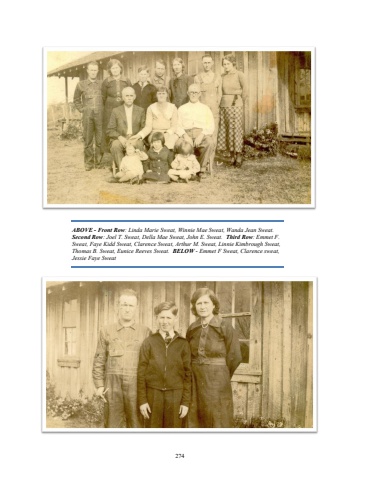 ABOVE - Front Row: Linda Marie Sweat, Winnie Mae Sweat, Wanda Jean Sweat
Second Row: Joel T. Sweat, Della Mae Sweat, John E. Sweat. Third Row: Emmet F.
Sweat, Faye Kidd Sweat, Clarence Sweat, Arthur M. Sweat, Linnie Kimbrough Sweat,
Thomas B. Sweat, Eunice Reeves Sweat. BELOW - Emmet F Sweat, Clarence sweat,
Jessie Faye Sweat
274